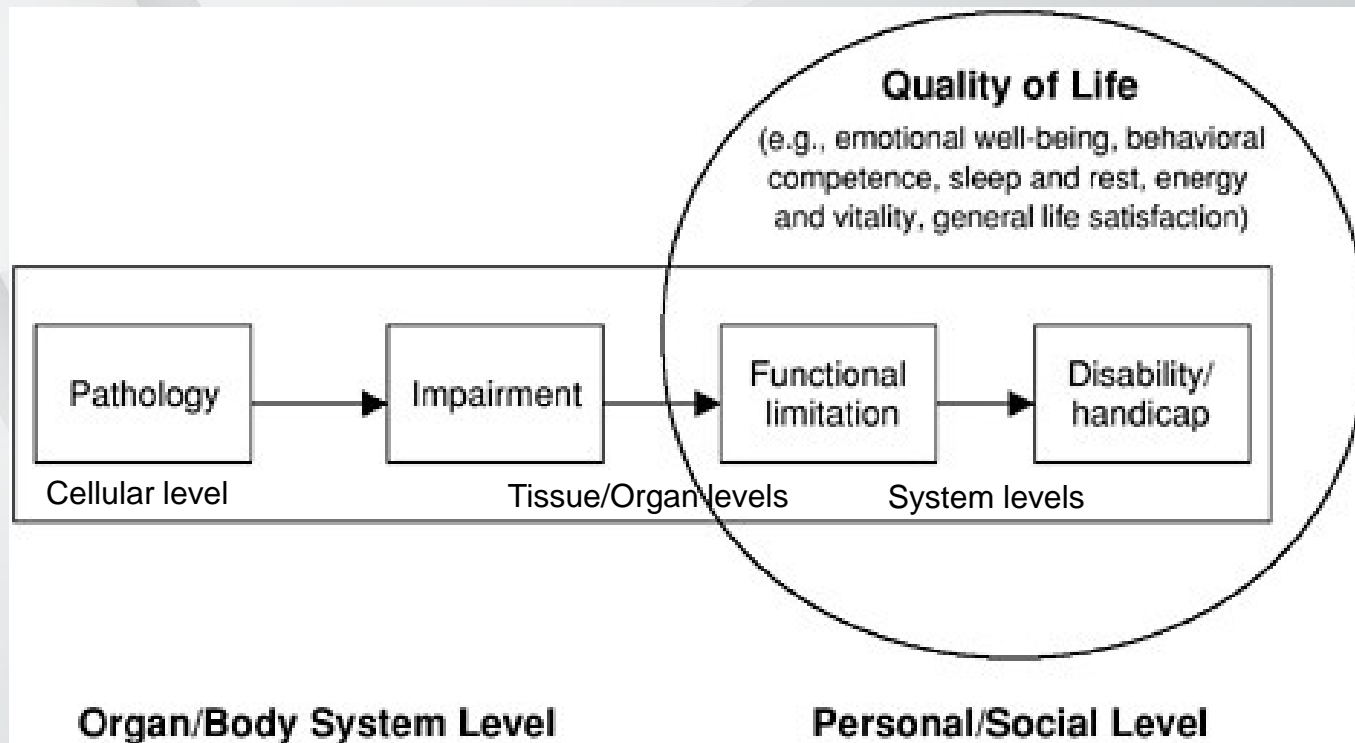 Quality of Life
(e.g., emotional well-being, behavioral
competence, sleep and rest, energy
and vitality, general life satisfaction)
Pathology
Impairment
Functional
limitation
Disability/
handicap
Cellular level
Tissue/Organ levels
System levels
Organ/Body System Level
Personal/Social Level